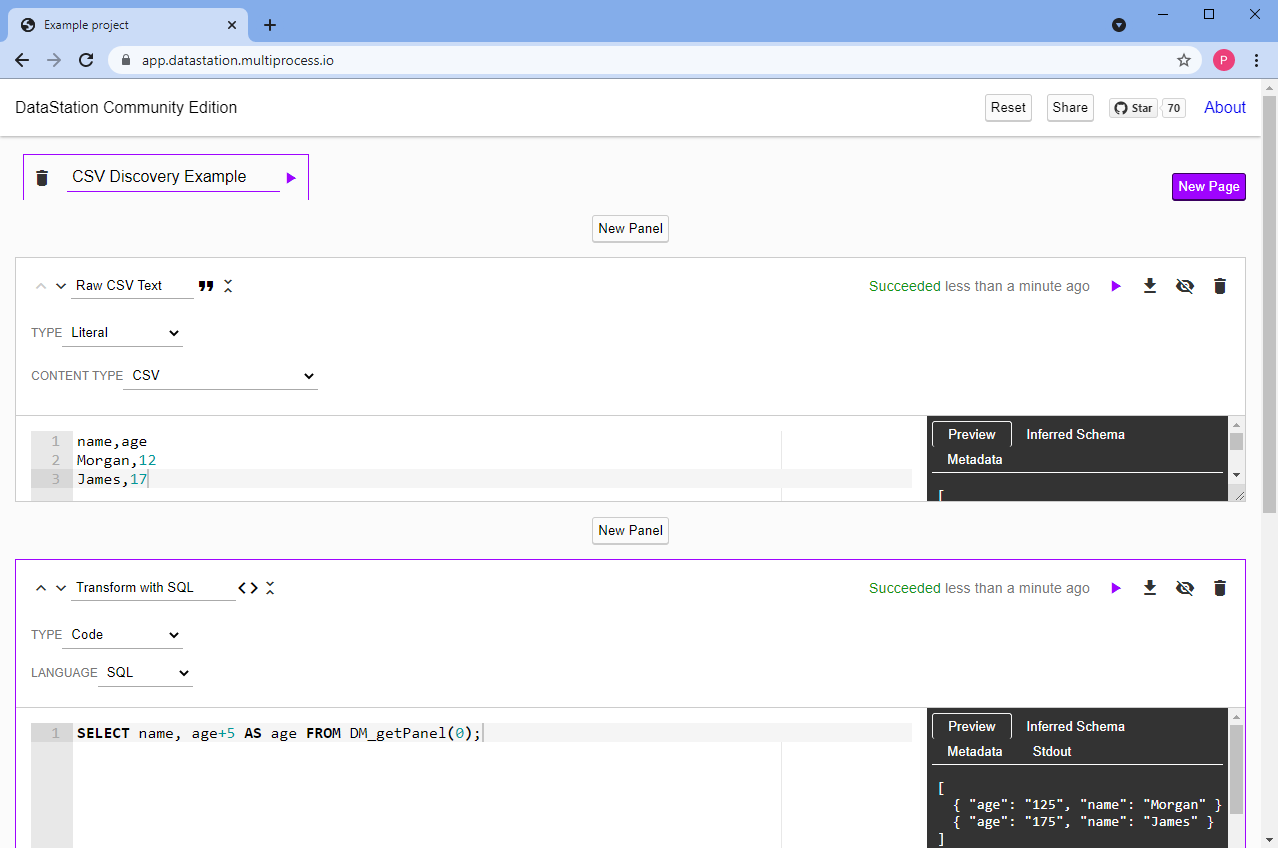 Example project
app.datastation.multiprocess.io
P
DataStation Community Edition
Reset
Share
Star
70
About
CSV Discovery Example
New Page
New Panel
Raw CSV Text
Succeeded less than a minute ago
TYPE Literal
CONTENT TYPE CSV
1 name,age
2 Morgan,12
3 James,17
Preview Inferred Schema
Metadata
[
New Panel
Transform with SQL
Succeeded less than a minute ago
TYPE Code
LANGUAGE SQL
1 SELECT name, age+5 AS age FROM DM_getPanel(0);
Preview Inferred Schema
Metadata Stdout
[
{ "age": "125", "name": "Morgan" }
{ "age": "175", "name": "James" }
]